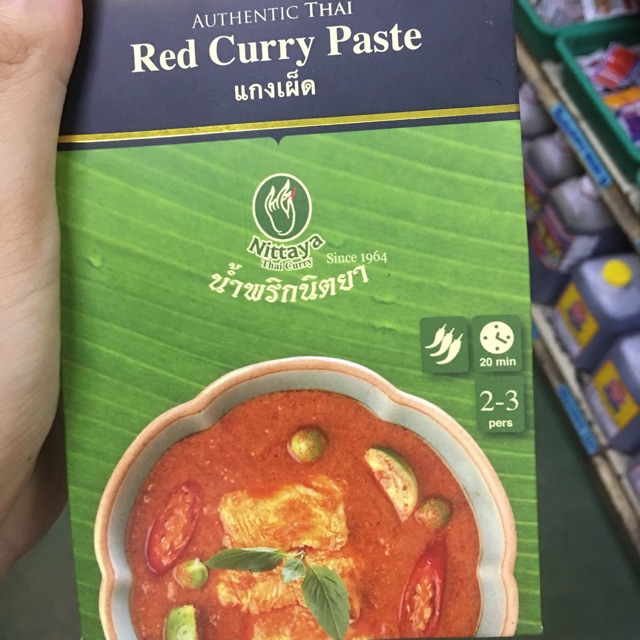 AUTHENTIC THAI
Red Curry Paste
แกงเผ็ด
Nittaya
Thai Curry
Since 1964
น้ำพริกนิตยา
20 min
2-3
pers